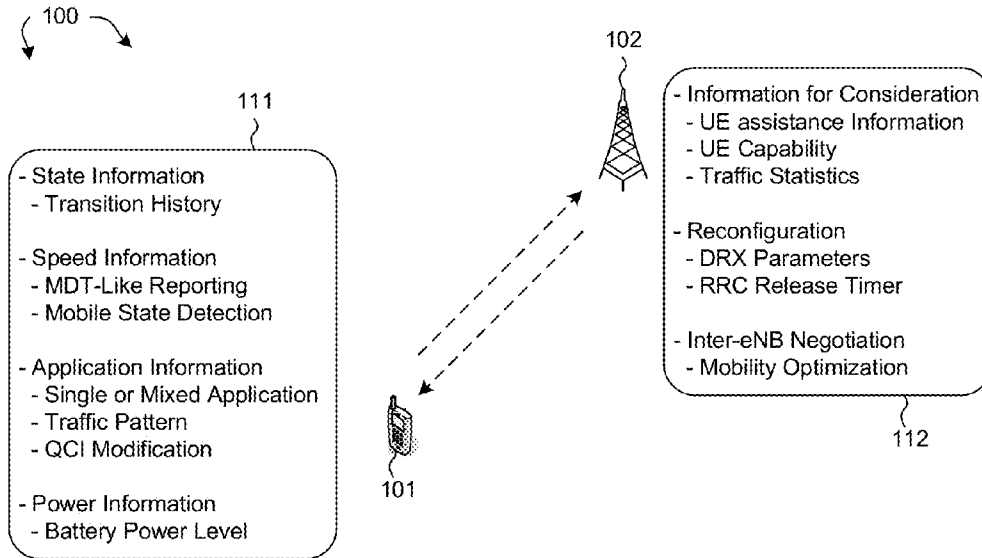 100
111
- State Information
- Transition History
- Speed Information
- MDT-Like Reporting
- Mobile State Detection
- Application Information
- Single or Mixed Application
- Traffic Pattern
- QCI Modification
- Power Information
- Battery Power Level
101
102
- Information for Consideration
- UE assistance Information
- UE Capability
- Traffic Statistics
- Reconfiguration
- DRX Parameters
- RRC Release Timer
- Inter-eNB Negotiation
- Mobility Optimization
112